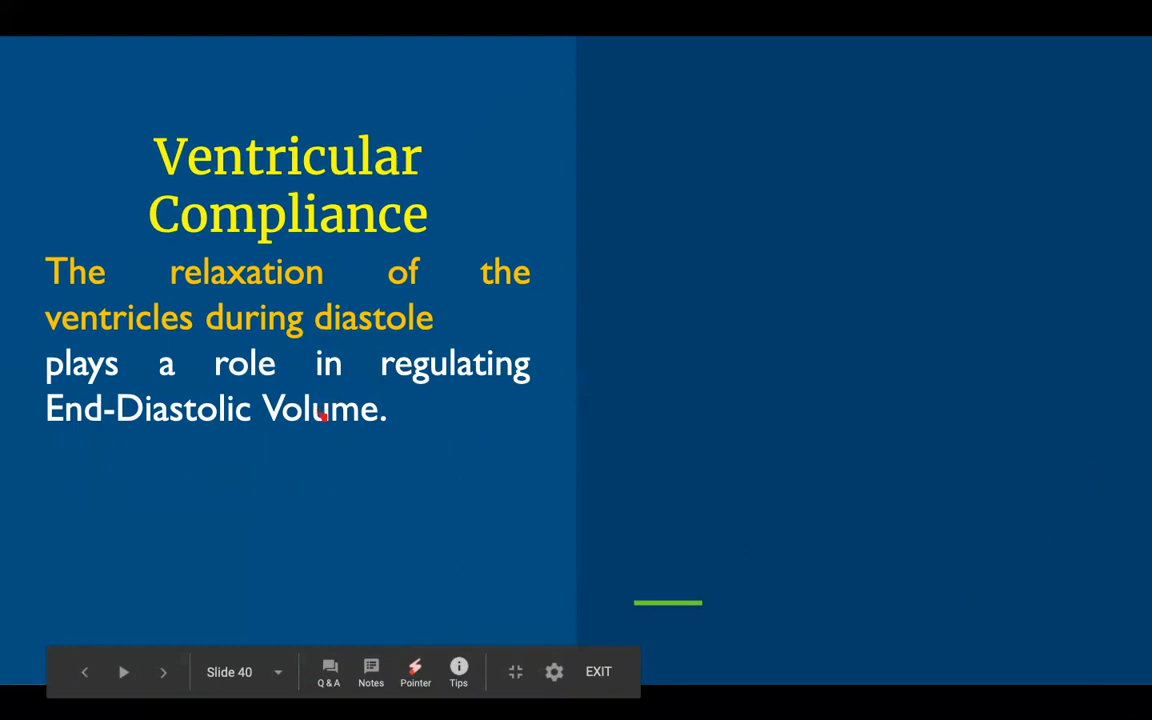 Ventricular
Compliance
The relaxation of the
ventricles during diastole
plays a role in regulating
End-Diastolic Volume.
Slide 40
Q & A
Notes
Pointer
Tips
EXIT